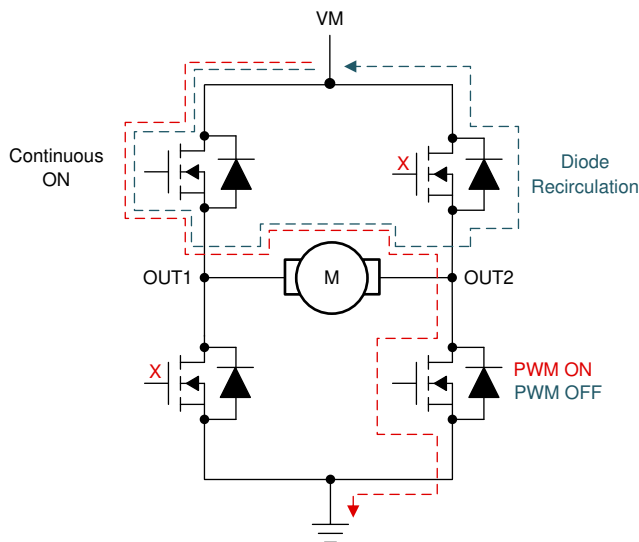 VM
Continuous
ON
X
Diode
Recirculation
OUT1
M
OUT2
X
PWM ON
PWM OFF